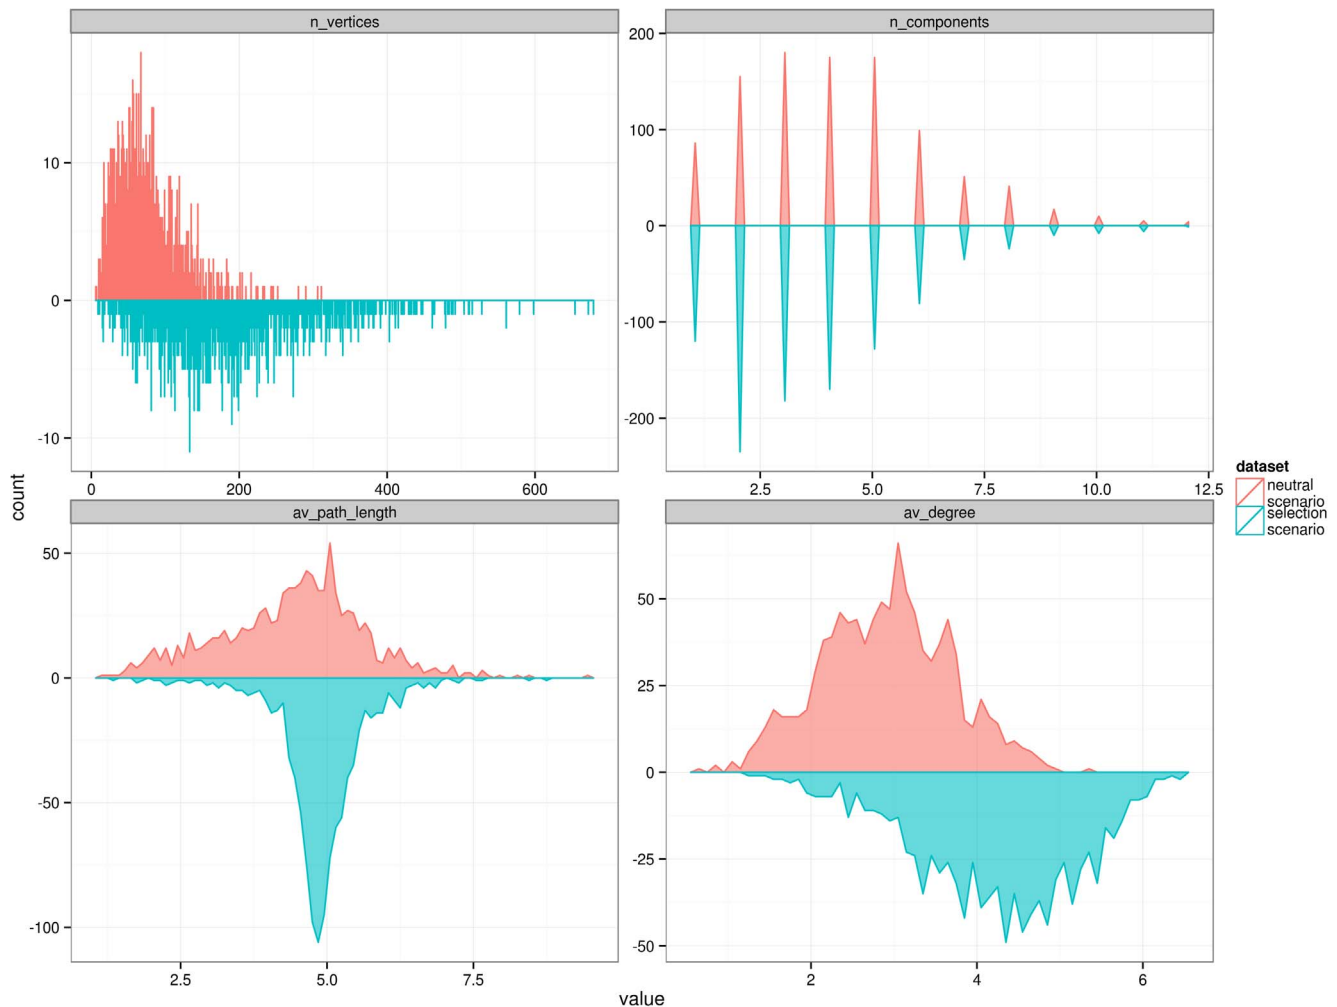 n_vertices
n_components
10
0
-10
200
100
0
-100
-200
0
200
400
600
2.5
5.0
7.5
10.0
12.5
count
dataset
neutral
scenario
selection
scenario
av_path_length
av_degree
50
0
-50
-100
50
25
0
-25
-50
2.5
5.0
7.5
2
4
6
value